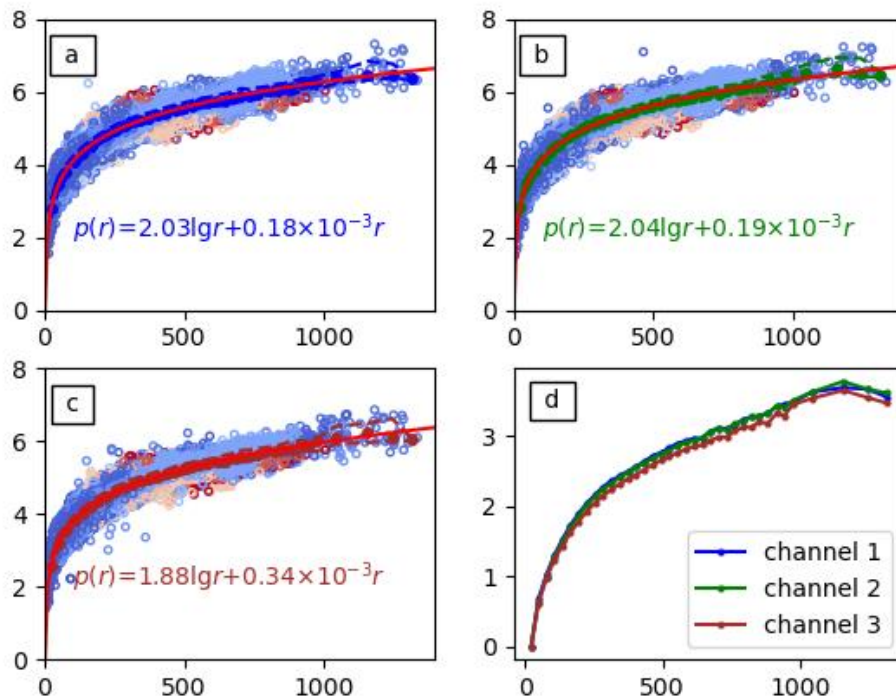 8
a
6
4
p(r)=2.03lgr+0.18×10⁻³r
2
0
0 500 1000
8
b
6
4
p(r)=2.04lgr+0.19×10⁻³r
2
0
0 500 1000
8
c
6
4
p(r)=1.88lgr+0.34×10⁻³r
2
0
0 500 1000
d
3
2
1
0
channel 1
channel 2
channel 3
0 500 1000